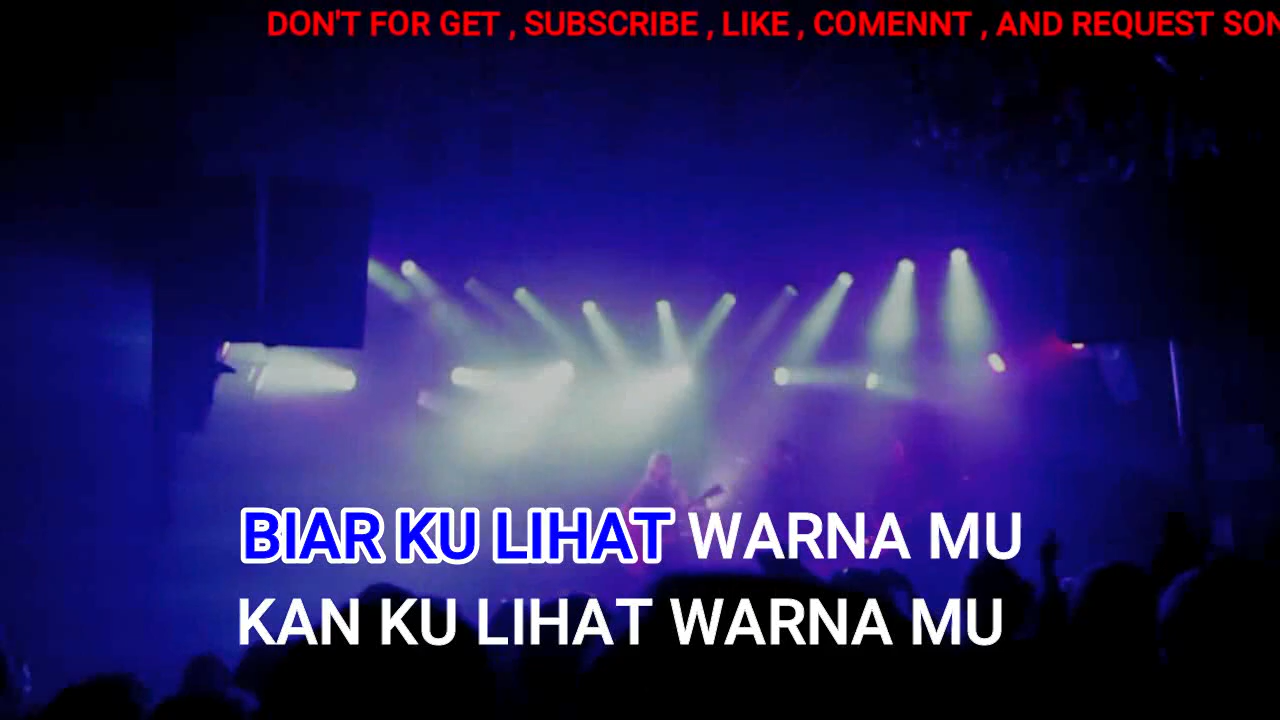 DON'T FOR GET , SUBSCRIBE , LIKE , COMENNT , AND REQUEST SON
BIAR KU LIHAT WARNA MU
KAN KU LIHAT WARNA MU